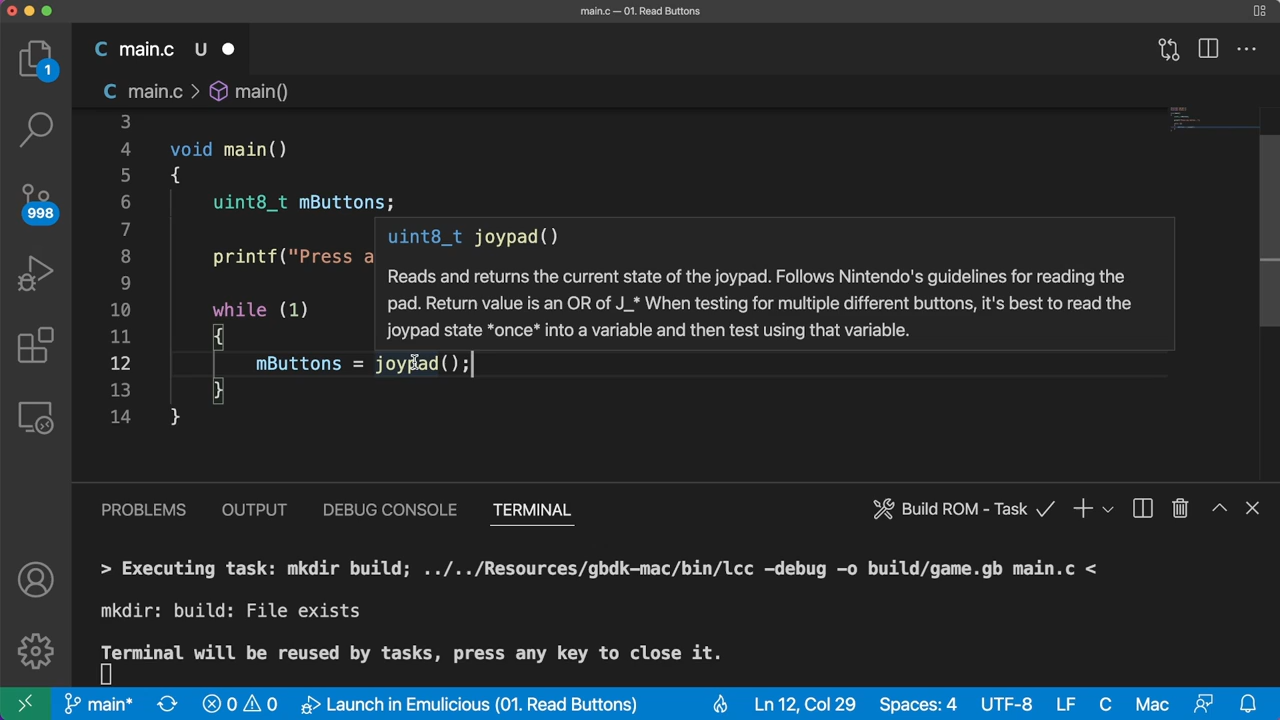 main.c — 01. Read Buttons
1
C main.c U
C main.c > main()
3
4 void main()
5 {
6 uint8_t mButtons;
7
8 printf("Press a
9
10 while (1)
11 {
12 mButtons = joypad();
13 }
14 }
uint8_t joypad()
Reads and returns the current state of the joypad. Follows Nintendo's guidelines for reading the
pad. Return value is an OR of J_* When testing for multiple different buttons, it's best to read the
joypad state *once* into a variable and then test using that variable.
998
PROBLEMS OUTPUT DEBUG CONSOLE TERMINAL Build ROM - Task
> Executing task: mkdir build; ../../Resources/gbdk-mac/bin/lcc -debug -o build/game.gb main.c <
mkdir: build: File exists
Terminal will be reused by tasks, press any key to close it.
main* 0 0 Launch in Emulicious (01. Read Buttons) Ln 12, Col 29 Spaces: 4 UTF-8 LF C Mac